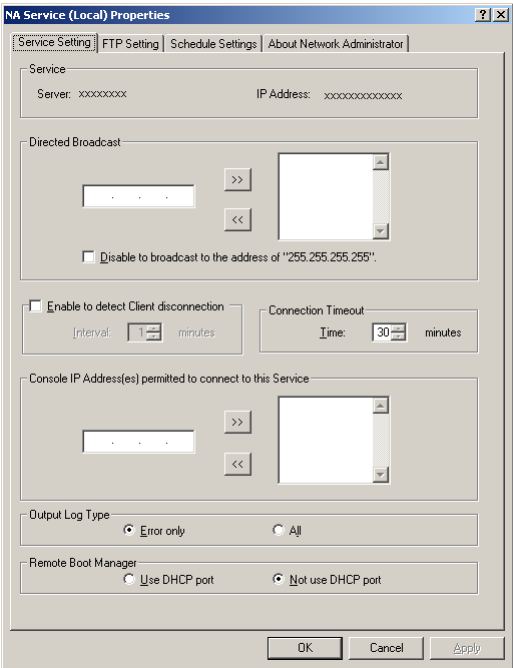 NA Service (Local) Properties
Service Setting FTP Setting Schedule Settings About Network Administrator
Service
Server: xxxxxxxx IP Address: xxxxxxxxxxxxx
Directed Broadcast
>>
. . .
<<
Disable to broadcast to the address of "255.255.255.255".
Enable to detect Client disconnection
Interval: 1 minutes
Connection Timeout
Time: 30 minutes
Console IP Address(es) permitted to connect to this Service
>>
. . .
<<
Output Log Type
Error only All
Remote Boot Manager
Use DHCP port Not use DHCP port
OK Cancel Apply